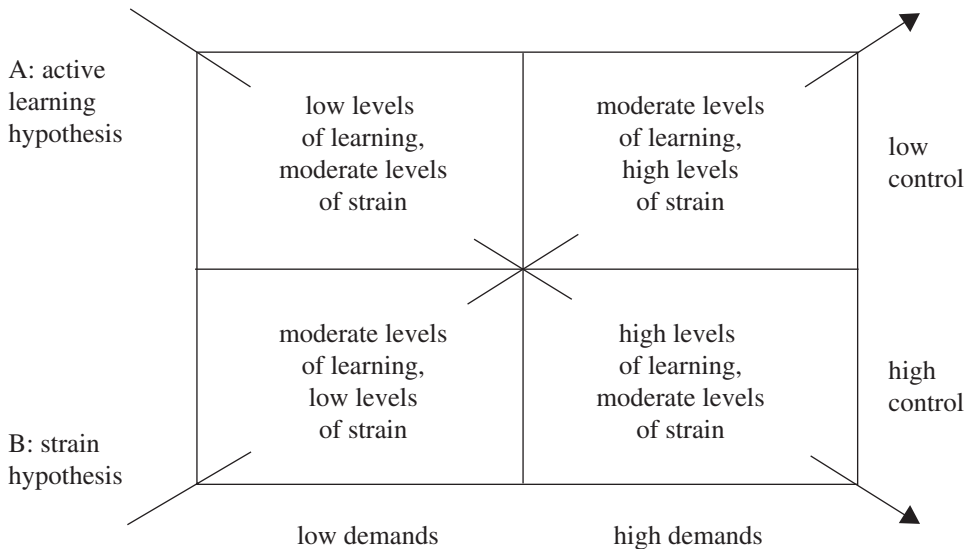 A: active
learning
hypothesis
low levels
of learning,
moderate levels
of strain
moderate levels
of learning,
high levels
of strain
low
control
moderate levels
of learning,
low levels
of strain
high levels
of learning,
moderate levels
of strain
high
control
B: strain
hypothesis
low demands
high demands